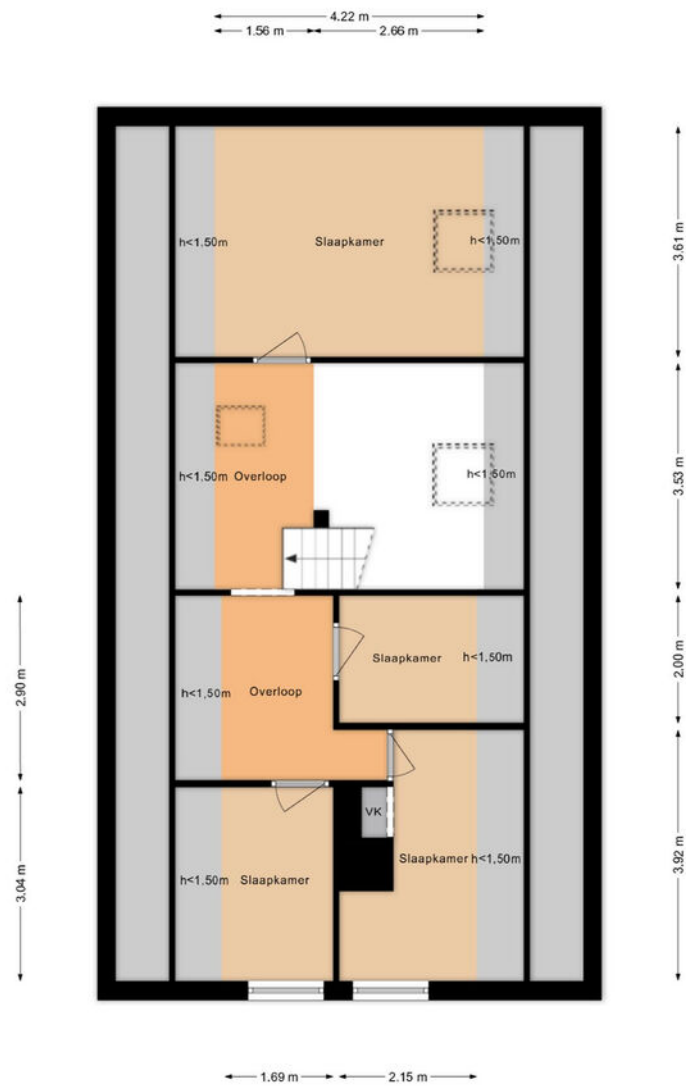 4.22 m
1.56 m
2.66 m
3.61 m
h<1,50m
Slaapkamer
h<1,50m
3.53 m
h<1,50m
Overloop
h<1,50m
2.90 m
2.00 m
Slaapkamer
h<1,50m
h<1,50m
Overloop
VK
3.04 m
3.92 m
Slaapkamer
h<1,50m
h<1,50m
Slaapkamer
1.69 m
2.15 m